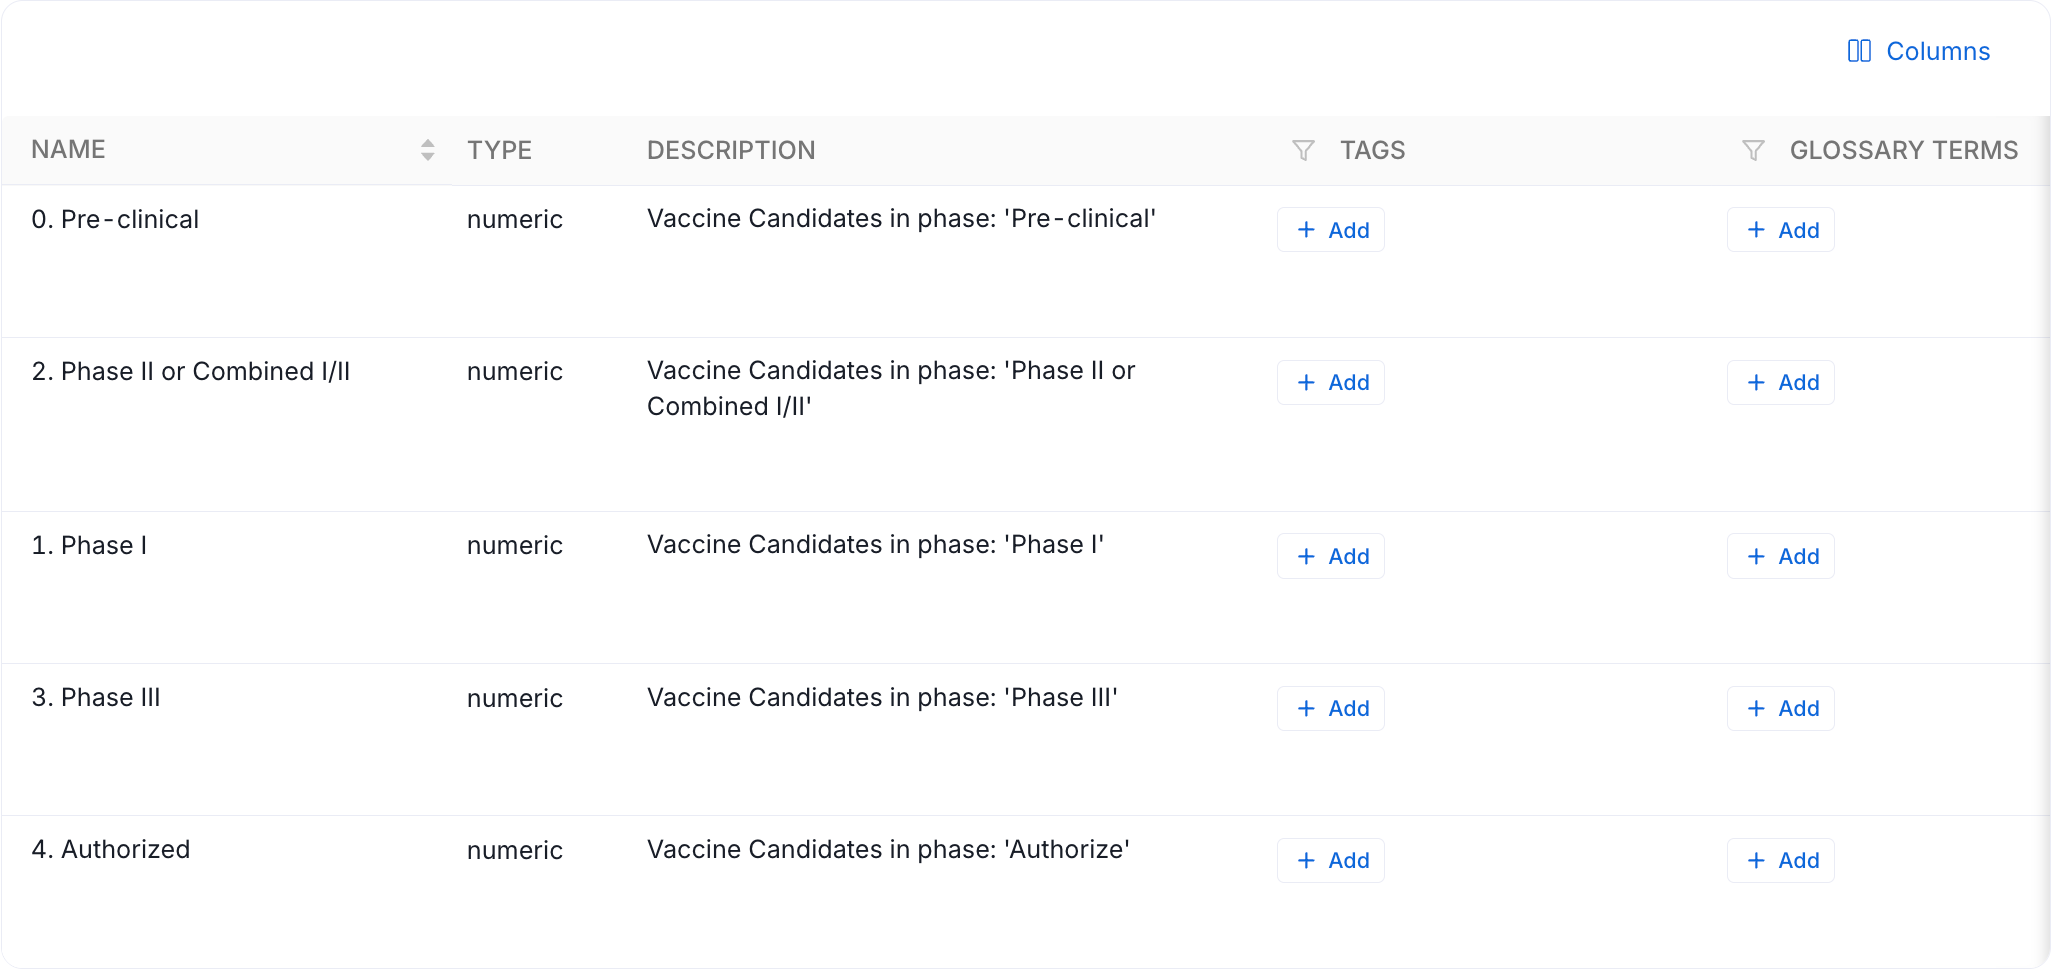 Columns
NAME TYPE DESCRIPTION TAGS GLOSSARY TERMS
0. Pre-clinical numeric Vaccine Candidates in phase: 'Pre-clinical' + Add + Add
2. Phase II or Combined I/II numeric Vaccine Candidates in phase: 'Phase II or + Add + Add
Combined I/II'
1. Phase I numeric Vaccine Candidates in phase: 'Phase I' + Add + Add
3. Phase III numeric Vaccine Candidates in phase: 'Phase III' + Add + Add
4. Authorized numeric Vaccine Candidates in phase: 'Authorize' + Add + Add